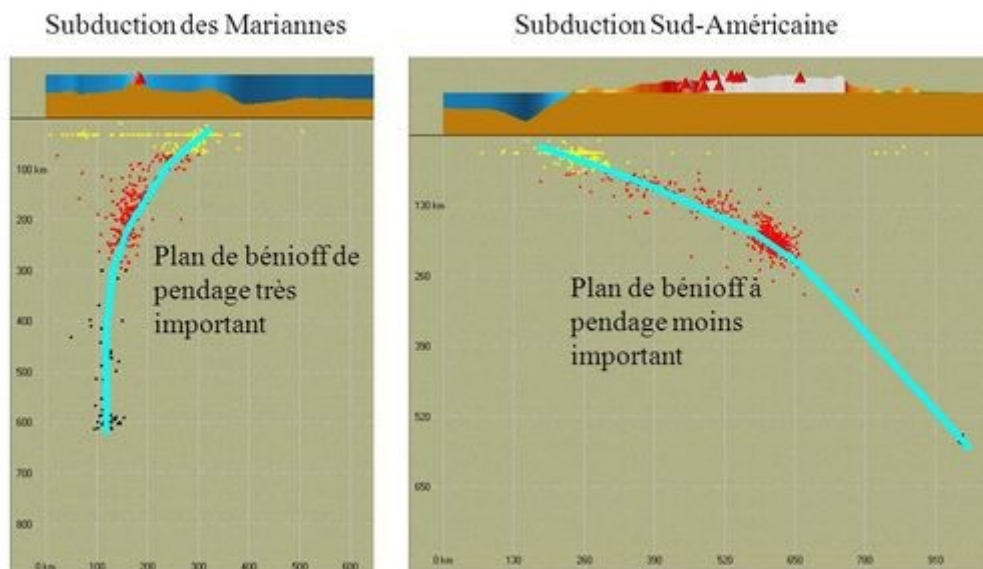 Subduction des Mariannes
100 km
200
300
400
500
600
700
800
0 km
100
200
300
400
500
600
Plan de bénioff de
pendage très
important
Subduction Sud-Américaine
130 km
260
390
520
650
0 km
130
260
390
520
650
780
910
Plan de bénioff à
pendage moins
important